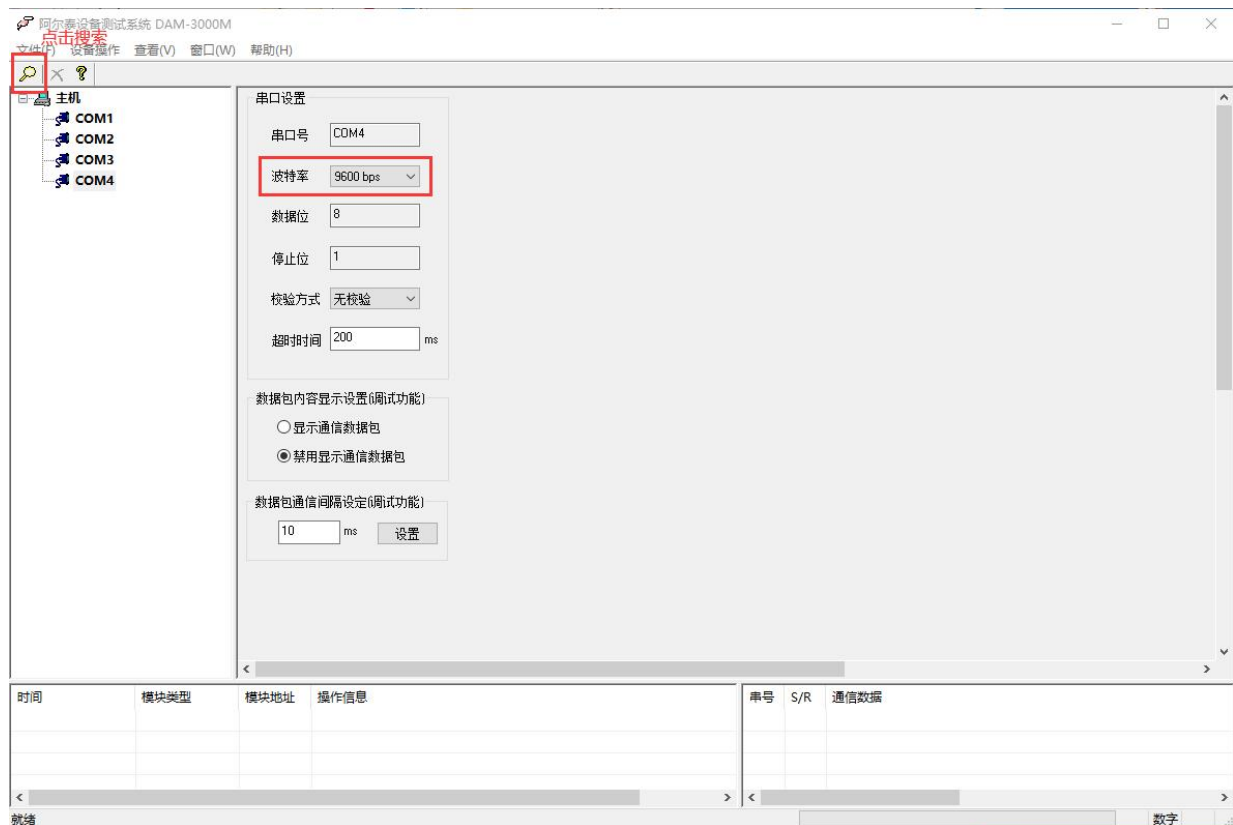 阿尔泰设备测试系统 DAM-3000M
点击搜索
文件(F) 设备操作 查看(V) 窗口(W) 帮助(H)
主机
COM1
COM2
COM3
COM4
串口设置
串口号 COM4
波特率 9600 bps
数据位 8
停止位 1
校验方式 无校验
超时时间 200 ms
数据包内容显示设置(调试功能)
显示通信数据包
禁用显示通信数据包
数据包通信间隔设定(调试功能)
10 ms 设置
时间 模块类型 模块地址 操作信息
串号 S/R 通信数据
就绪 数字